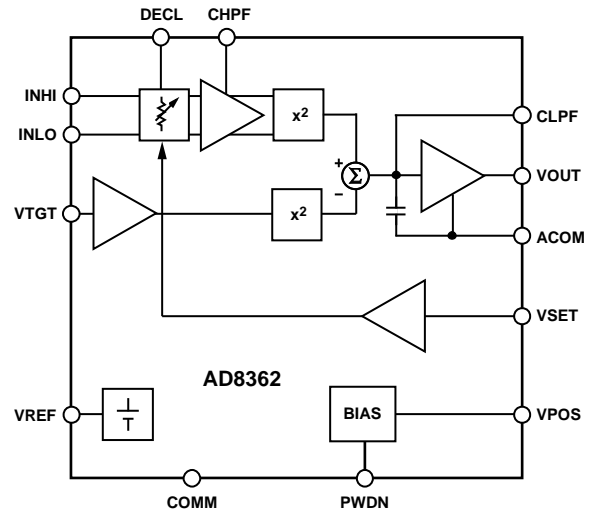 DECL
CHPF
INHI
INLO
x²
CLPF
+
Σ
VOUT
–
VTGT
x²
ACOM
VSET
AD8362
VREF
BIAS
VPOS
COMM
PWDN